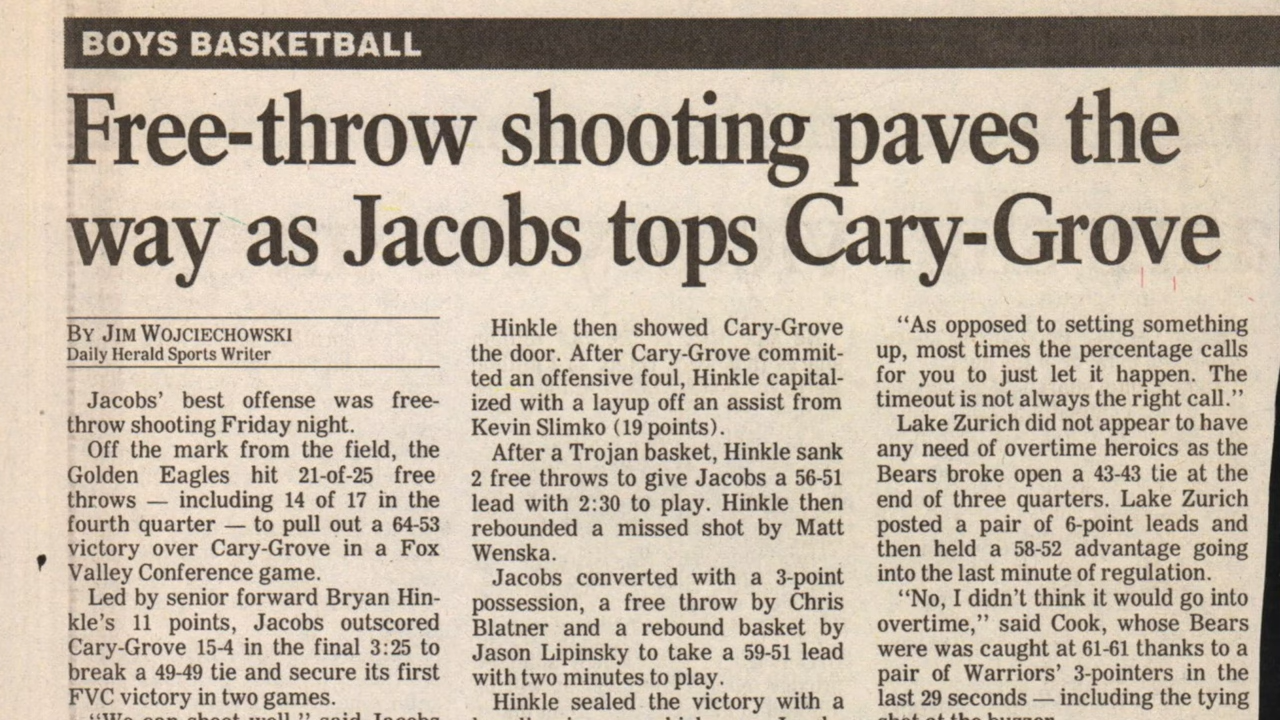 BOYS BASKETBALL
Free-throw shooting paves the
way as Jacobs tops Cary-Grove
BY JIM WOJCIECHOWSKI
Daily Herald Sports Writer
Jacobs' best offense was free-
throw shooting Friday night.
Off the mark from the field, the
Golden Eagles hit 21-of-25 free
throws — including 14 of 17 in the
fourth quarter — to pull out a 64-53
victory over Cary-Grove in a Fox
Valley Conference game.
Led by senior forward Bryan Hin-
kle's 11 points, Jacobs outscored
Cary-Grove 15-4 in the final 3:25 to
break a 49-49 tie and secure its first
FVC victory in two games.
"We can shoot well," said Jacobs
Hinkle then showed Cary-Grove
the door. After Cary-Grove commit-
ted an offensive foul, Hinkle capital-
ized with a layup off an assist from
Kevin Slimko (19 points).
After a Trojan basket, Hinkle sank
2 free throws to give Jacobs a 56-51
lead with 2:30 to play. Hinkle then
rebounded a missed shot by Matt
Wenska.
Jacobs converted with a 3-point
possession, a free throw by Chris
Blatner and a rebound basket by
Jason Lipinsky to take a 59-51 lead
with two minutes to play.
Hinkle sealed the victory with a
"As opposed to setting something
up, most times the percentage calls
for you to just let it happen. The
timeout is not always the right call."
Lake Zurich did not appear to have
any need of overtime heroics as the
Bears broke open a 43-43 tie at the
end of three quarters. Lake Zurich
posted a pair of 6-point leads and
then held a 58-52 advantage going
into the last minute of regulation.
"No, I didn't think it would go into
overtime," said Cook, whose Bears
were was caught at 61-61 thanks to a
pair of Warriors' 3-pointers in the
last 29 seconds — including the tying
shot at the buzzer.